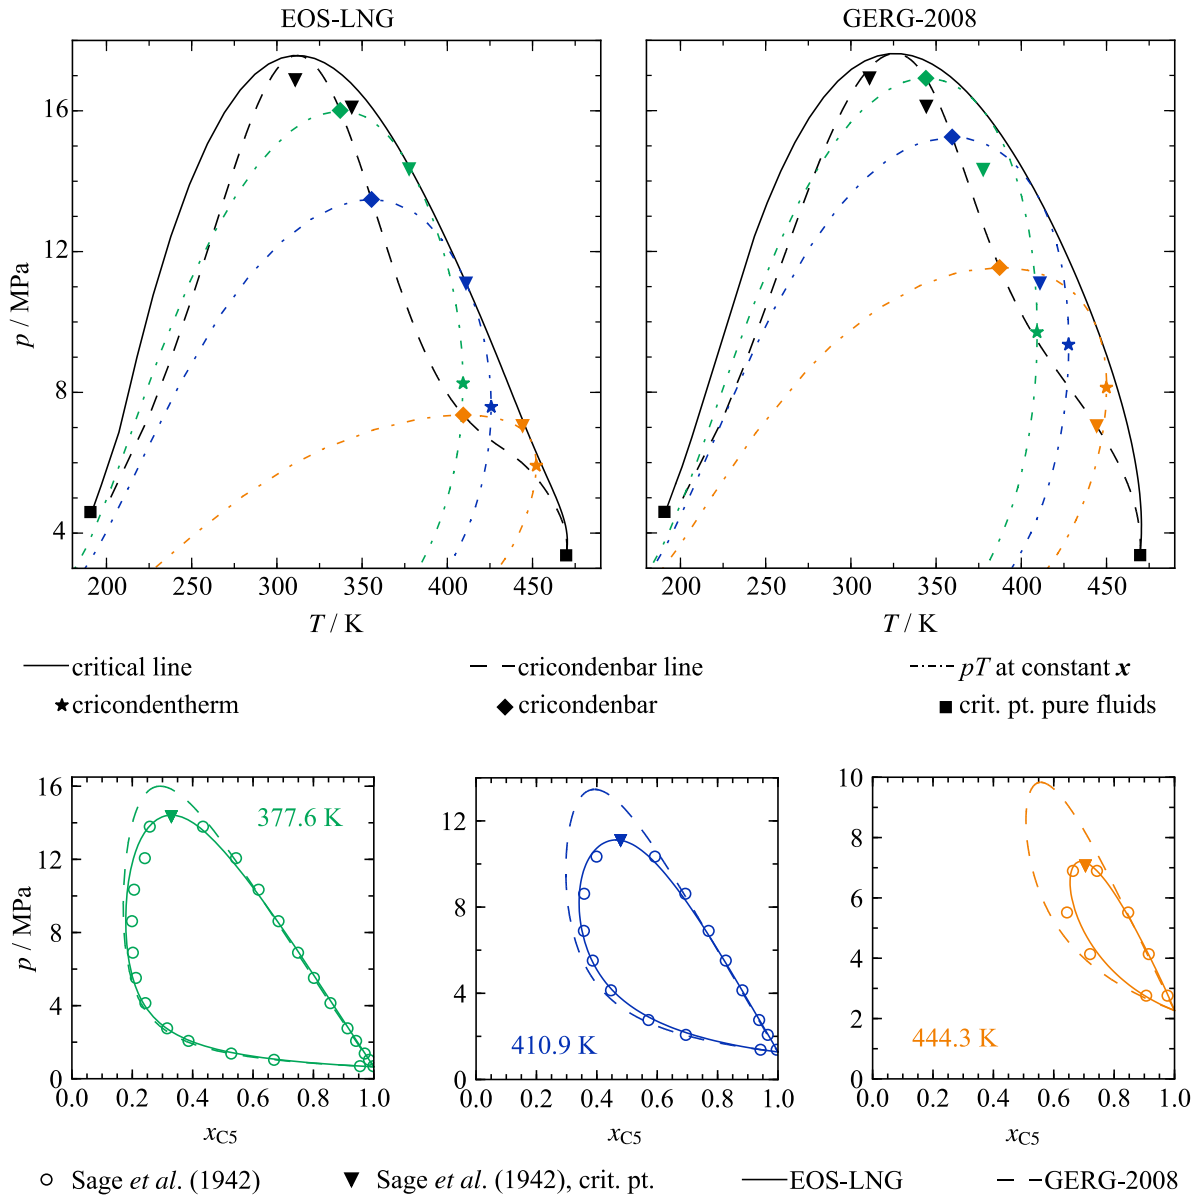 EOS-LNG
GERG-2008
p / MPa
16
12
8
4
200 250 300 350 400 450
200 250 300 350 400 450
T / K
T / K
critical line
cricondenbar line
pT at constant x
cricondentherm
cricondenbar
crit. pt. pure fluids
p / MPa
16
12
8
4
0
377.6 K
0.0 0.2 0.4 0.6 0.8 1.0
xC5
12
8
4
0
410.9 K
0.0 0.2 0.4 0.6 0.8 1.0
xC5
10
8
6
4
2
0
444.3 K
0.0 0.2 0.4 0.6 0.8 1.0
xC5
Sage et al. (1942)
Sage et al. (1942), crit. pt.
EOS-LNG
GERG-2008